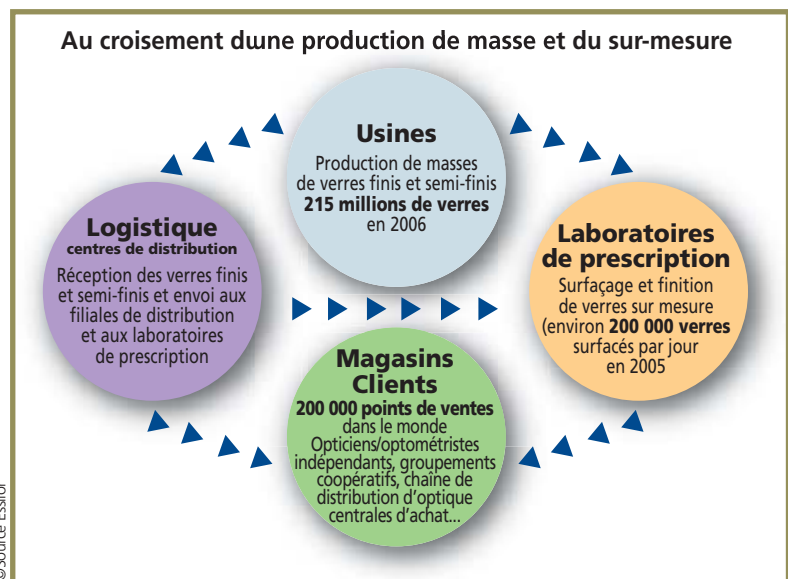 Au croisement duune production de masse et du sur-mesure
Usines
Production de masses
de verres finis et semi-finis
215 millions de verres
en 2006
Logistique
centres de distribution
Réception des verres finis
et semi-finis et envoi aux
filiales de distribution
et aux laboratoires
de prescription
Laboratoires
de prescription
Surfaçage et finition
de verres sur mesure
(environ 200 000 verres
surfacés par jour
en 2005
Magasins
Clients
200 000 points de ventes
dans le monde
Opticiens/optométristes
indépendants, groupements
coopératifs, chaîne de
distribution d'optique
centrales d'achat...
©Source Essilor